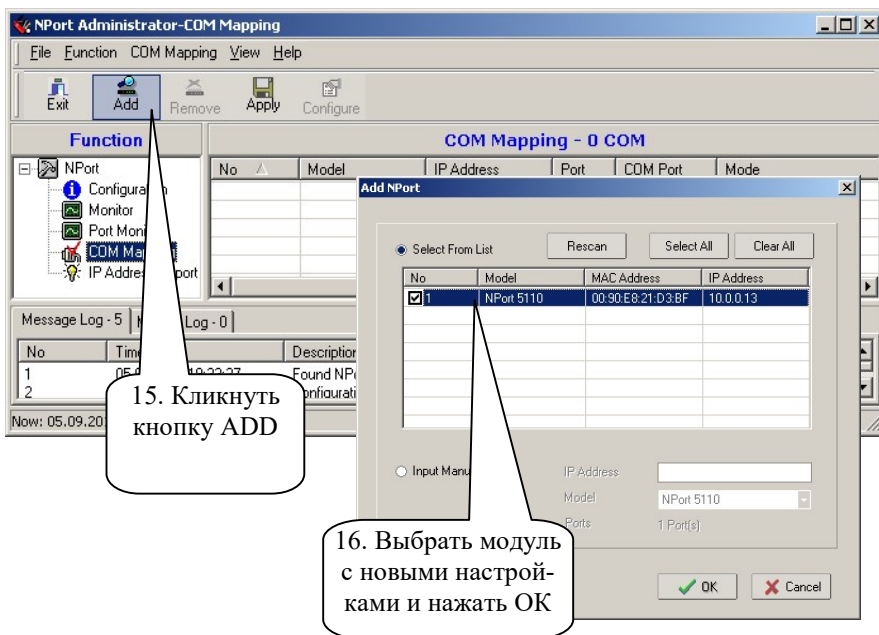 NPort Administrator-COM Mapping
File Function COM Mapping View Help
Exit Add Remove Apply Configure
Function
COM Mapping - 0 COM
NPort
Configuration
Monitor
Port Moni
COM Ma
IP Addre port
No Model IP Address Port COM Port Mode
Message Log - 5 Log - 0
No Tim Description
1 Found NP
2 onfigurati
Now: 05.09.20
15. Кликнуть
кнопку ADD
Add NPort
Select From List Rescan Select All Clear All
No Model MAC Address IP Address
1 NPort 5110 00:90:E8:21:D3:BF 10.0.0.13
Input Manu
IP Address
Model NPort 5110
Ports 1 Port(s)
16. Выбрать модуль
с новыми настрой-
ками и нажать ОК
OK Cancel